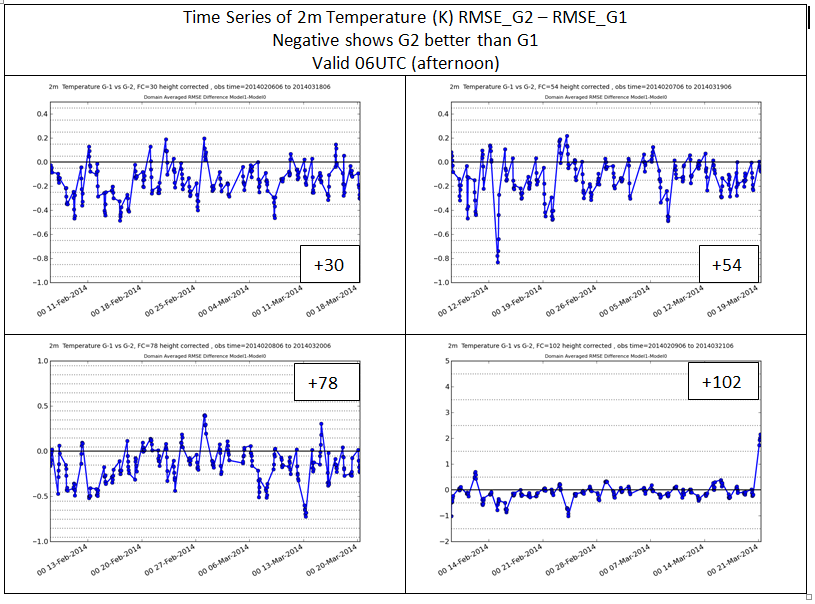 Time Series of 2m Temperature (K) RMSE_G2 – RMSE_G1
Negative shows G2 better than G1
Valid 06UTC (afternoon)
2m Temperature G-1 vs G-2, FC=30 height corrected , obs time=2014020606 to 2014031806
Domain Averaged RMSE Difference Model1-Model0
0.4
0.2
0.0
−0.2
−0.4
−0.6
−0.8
−1.0
+30
00 11-Feb-2014
00 18-Feb-2014
00 25-Feb-2014
00 04-Mar-2014
00 11-Mar-2014
00 18-Mar-2014
2m Temperature G-1 vs G-2, FC=54 height corrected , obs time=2014020706 to 2014031906
Domain Averaged RMSE Difference Model1-Model0
0.4
0.2
0.0
−0.2
−0.4
−0.6
−0.8
−1.0
+54
00 12-Feb-2014
00 19-Feb-2014
00 26-Feb-2014
00 05-Mar-2014
00 12-Mar-2014
00 19-Mar-2014
2m Temperature G-1 vs G-2, FC=78 height corrected , obs time=2014020806 to 2014032006
Domain Averaged RMSE Difference Model1-Model0
1.0
+78
0.5
0.0
−0.5
−1.0
00 13-Feb-2014
00 20-Feb-2014
00 27-Feb-2014
00 06-Mar-2014
00 13-Mar-2014
00 20-Mar-2014
2m Temperature G-1 vs G-2, FC=102 height corrected , obs time=2014020906 to 2014032106
Domain Averaged RMSE Difference Model1-Model0
5
+102
4
3
2
1
0
−1
−2
00 14-Feb-2014
00 21-Feb-2014
00 28-Feb-2014
00 07-Mar-2014
00 14-Mar-2014
00 21-Mar-2014